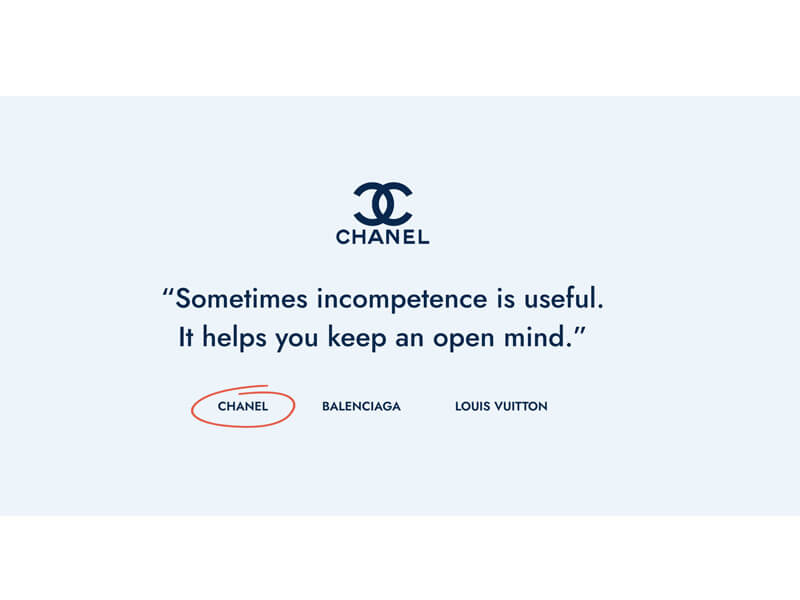 CHANEL
“Sometimes incompetence is useful.
It helps you keep an open mind.”
CHANEL BALENCIAGA LOUIS VUITTON